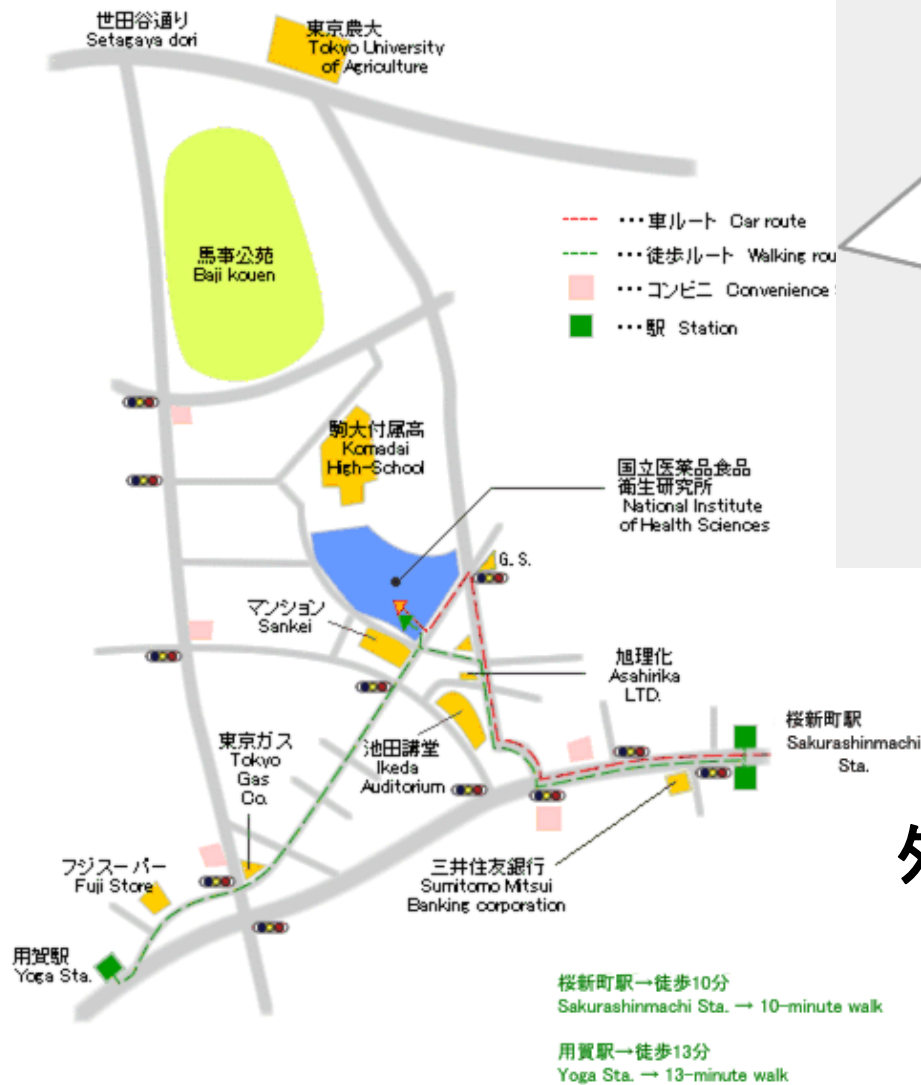 世田谷通り
Setagaya dori
東京農大
Tokyo University
of Agriculture
馬事公苑
Baji kouen
…車ルート Car route
…徒歩ルート Walking rou
…コンビニ Convenience
…駅 Station
駒大付属高
Komadai
High-School
国立医薬品食品
衛生研究所
National Institute
of Health Sciences
G.S.
マンション
Sankei
旭理化
Asahirika
LTD.
東京ガス
Tokyo
Gas
Co.
池田講堂
Ikeda
Auditorium
桜新町駅
Sakurashinmachi
Sta.
フジスーパー
Fuji Store
三井住友銀行
Sumitomo Mitsui
Banking corporation
用賀駅
Yoga Sta.
桜新町駅→徒歩10分
Sakurashinmachi Sta. → 10-minute walk
用賀駅→徒歩13分
Yoga Sta. → 13-minute walk